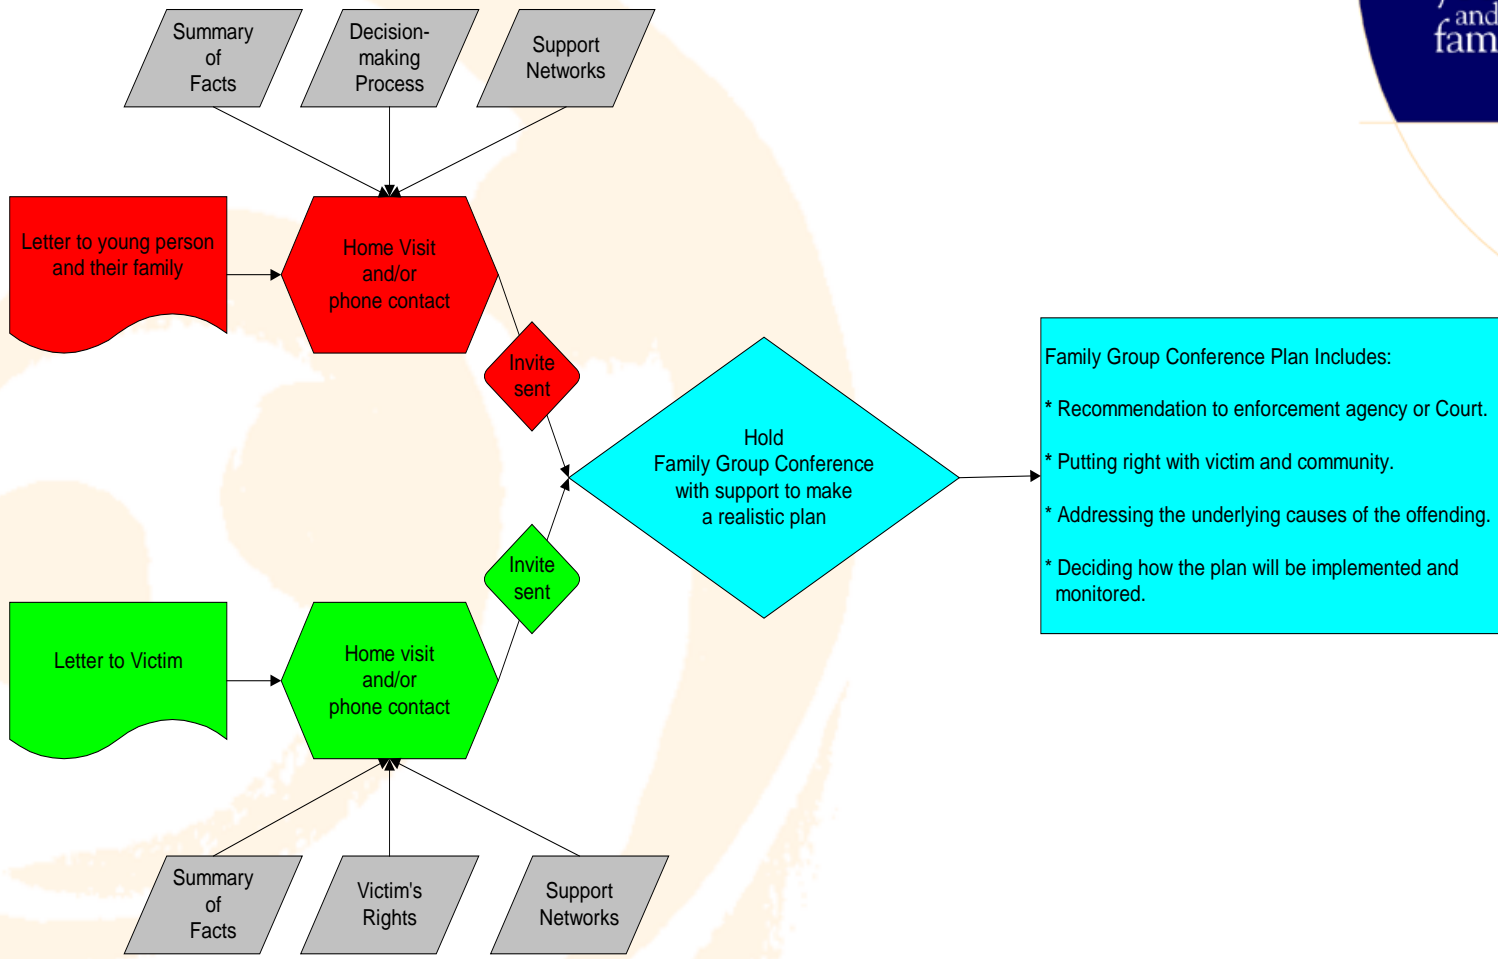 Summary
of
Facts
Decision-
making
Process
Support
Networks
and
Letter to young person
and their family
Home Visit
and/or
phone contact
Invite
sent
Hold
Family Group Conference
with support to make
a realistic plan
Family Group Conference Plan Includes:
* Recommendation to enforcement agency or Court.
* Putting right with victim and community.
* Addressing the underlying causes of the offending.
* Deciding how the plan will be implemented and
monitored.
Invite
sent
Letter to Victim
Home visit
and/or
phone contact
Summary
of
Facts
Victim's
Rights
Support
Networks